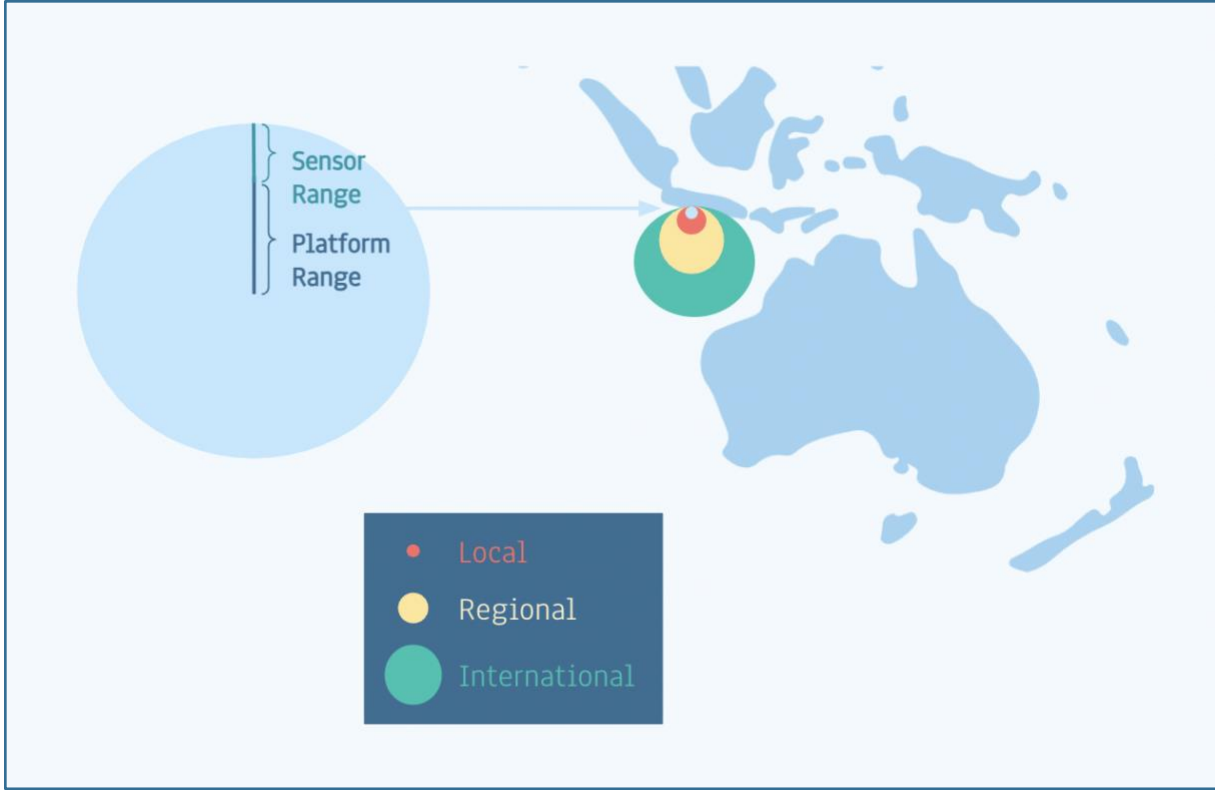 Sensor
Range
Platform
Range
Local
Regional
International